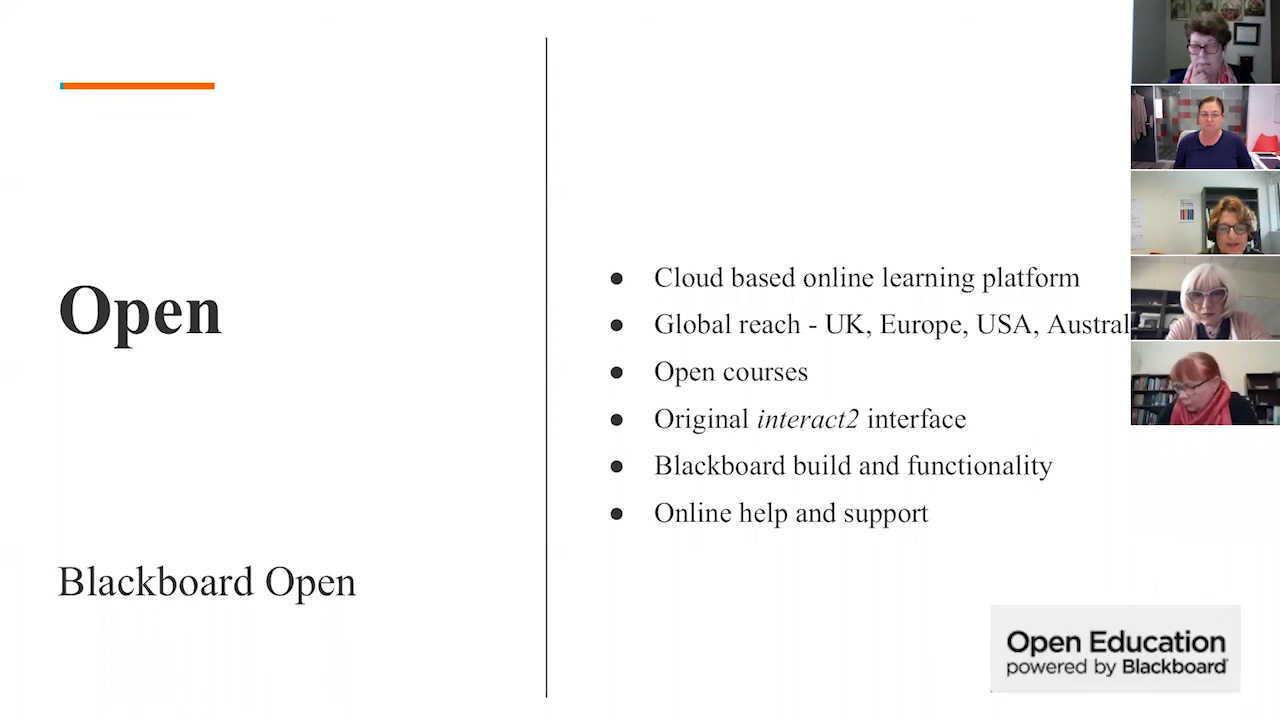 Open
Blackboard Open
● Cloud based online learning platform
● Global reach - UK, Europe, USA, Austral
● Open courses
● Original interact2 interface
● Blackboard build and functionality
● Online help and support
Open Education
powered by Blackboard